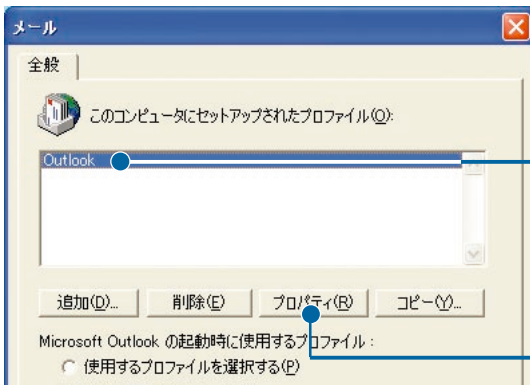 メール
全般
このコンピュータにセットアップされたプロファイル(O):
Outlook
追加(D)... 削除(E) プロパティ(R) コピー(Y)...
Microsoft Outlook の起動時に使用するプロファイル:
使用するプロファイルを選択する(P)